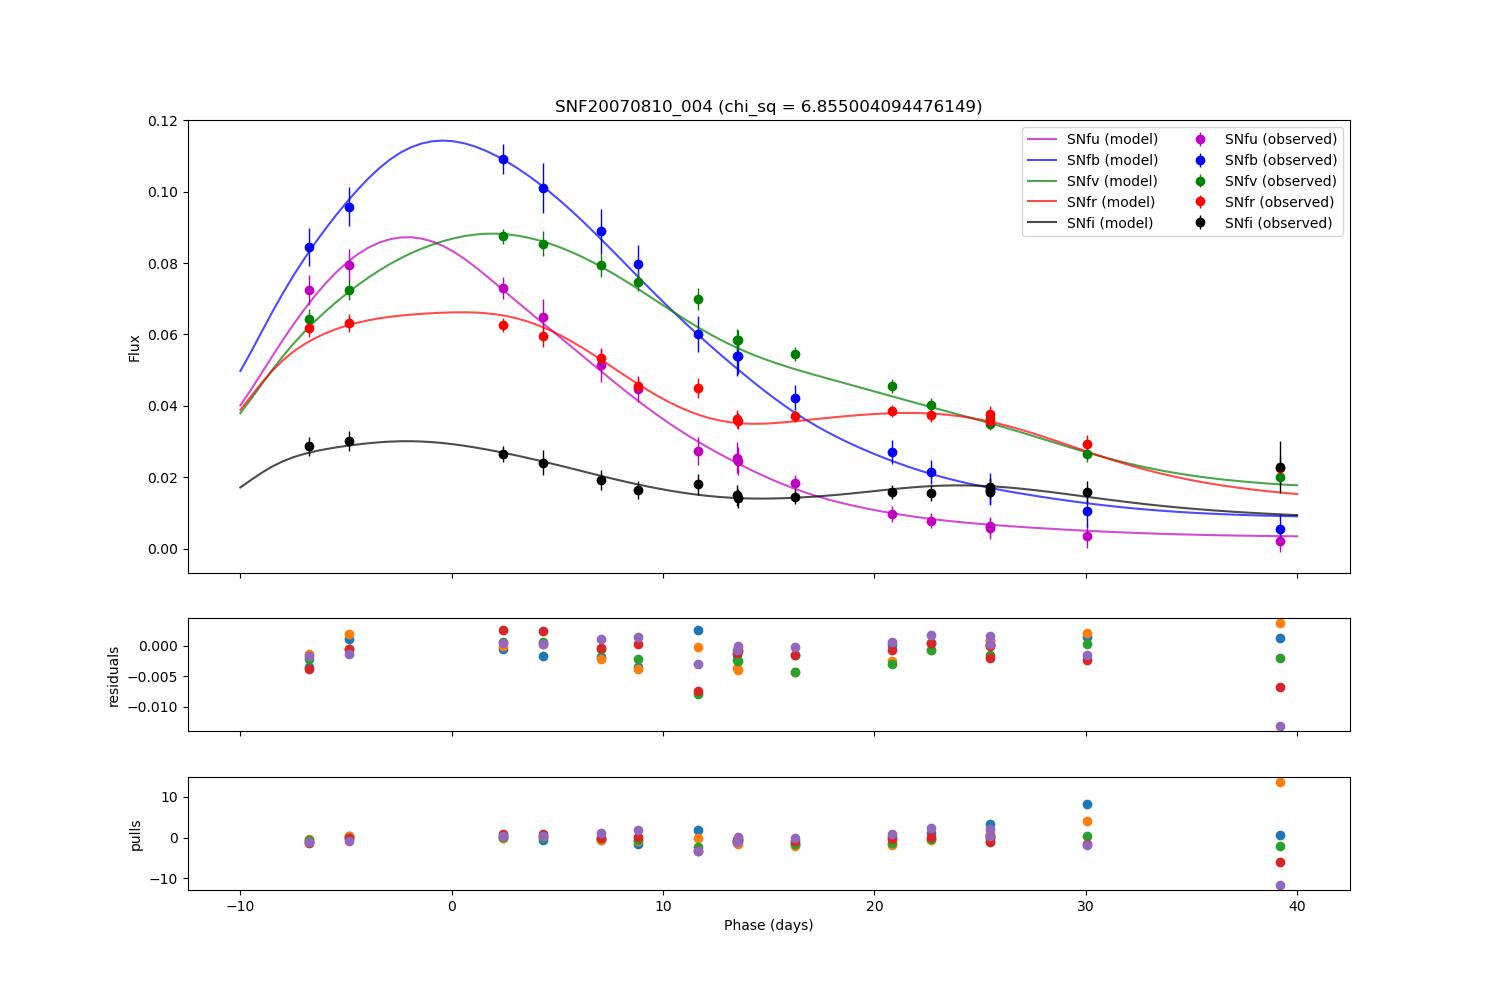 SNF20070810_004 (chi_sq = 6.855004094476149)
0.12
0.10
0.08
0.06
0.04
0.02
0.00
Flux
SNfu (model)
SNfb (model)
SNfv (model)
SNfr (model)
SNfi (model)
SNfu (observed)
SNfb (observed)
SNfv (observed)
SNfr (observed)
SNfi (observed)
0.000
−0.005
−0.010
residuals
10
0
−10
pulls
−10 0 10 20 30 40
Phase (days)